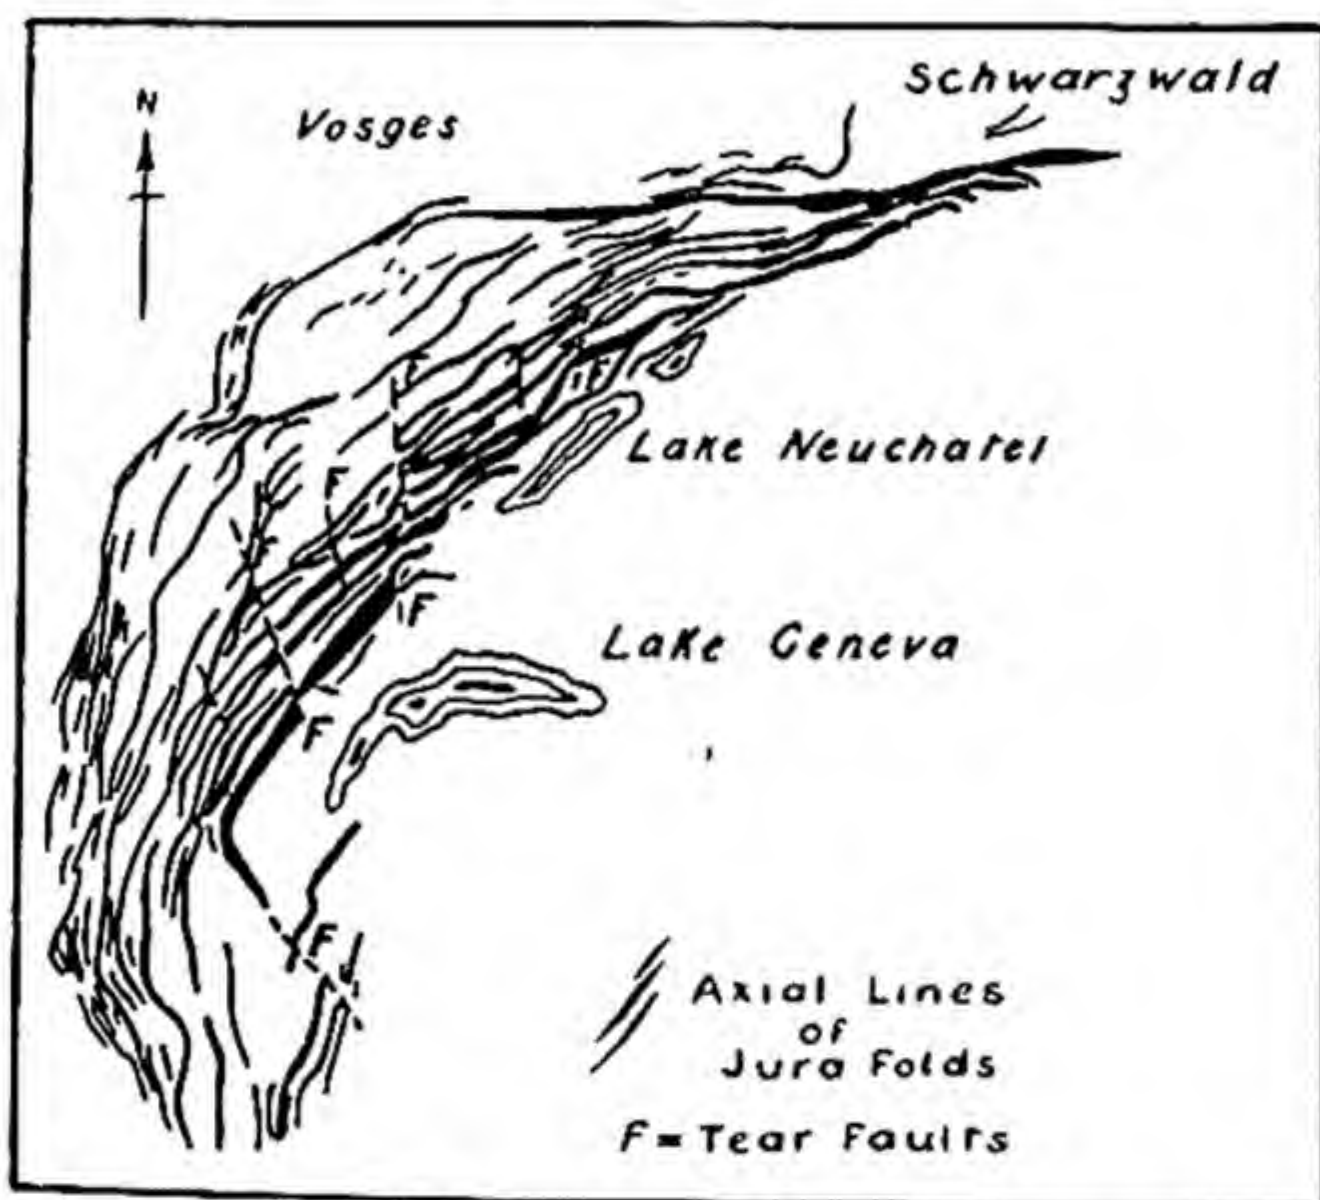 N
Vosges
Schwarzwald
F
F
Lake Neuchatel
F
F
F
Lake Geneva
F
F
Axial Lines
of
Jura Folds
F = Tear Faults